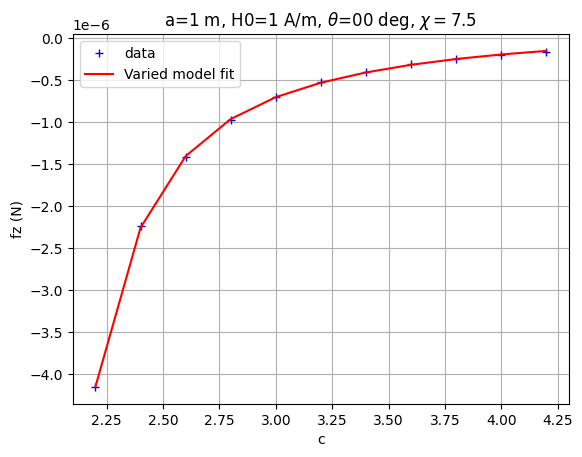 a=1 m, H0=1 A/m, θ=00 deg, χ = 7.5
1e−6
data
Varied model fit
0.0
−0.5
−1.0
−1.5
−2.0
−2.5
−3.0
−3.5
−4.0
fz (N)
2.25 2.50 2.75 3.00 3.25 3.50 3.75 4.00 4.25
c